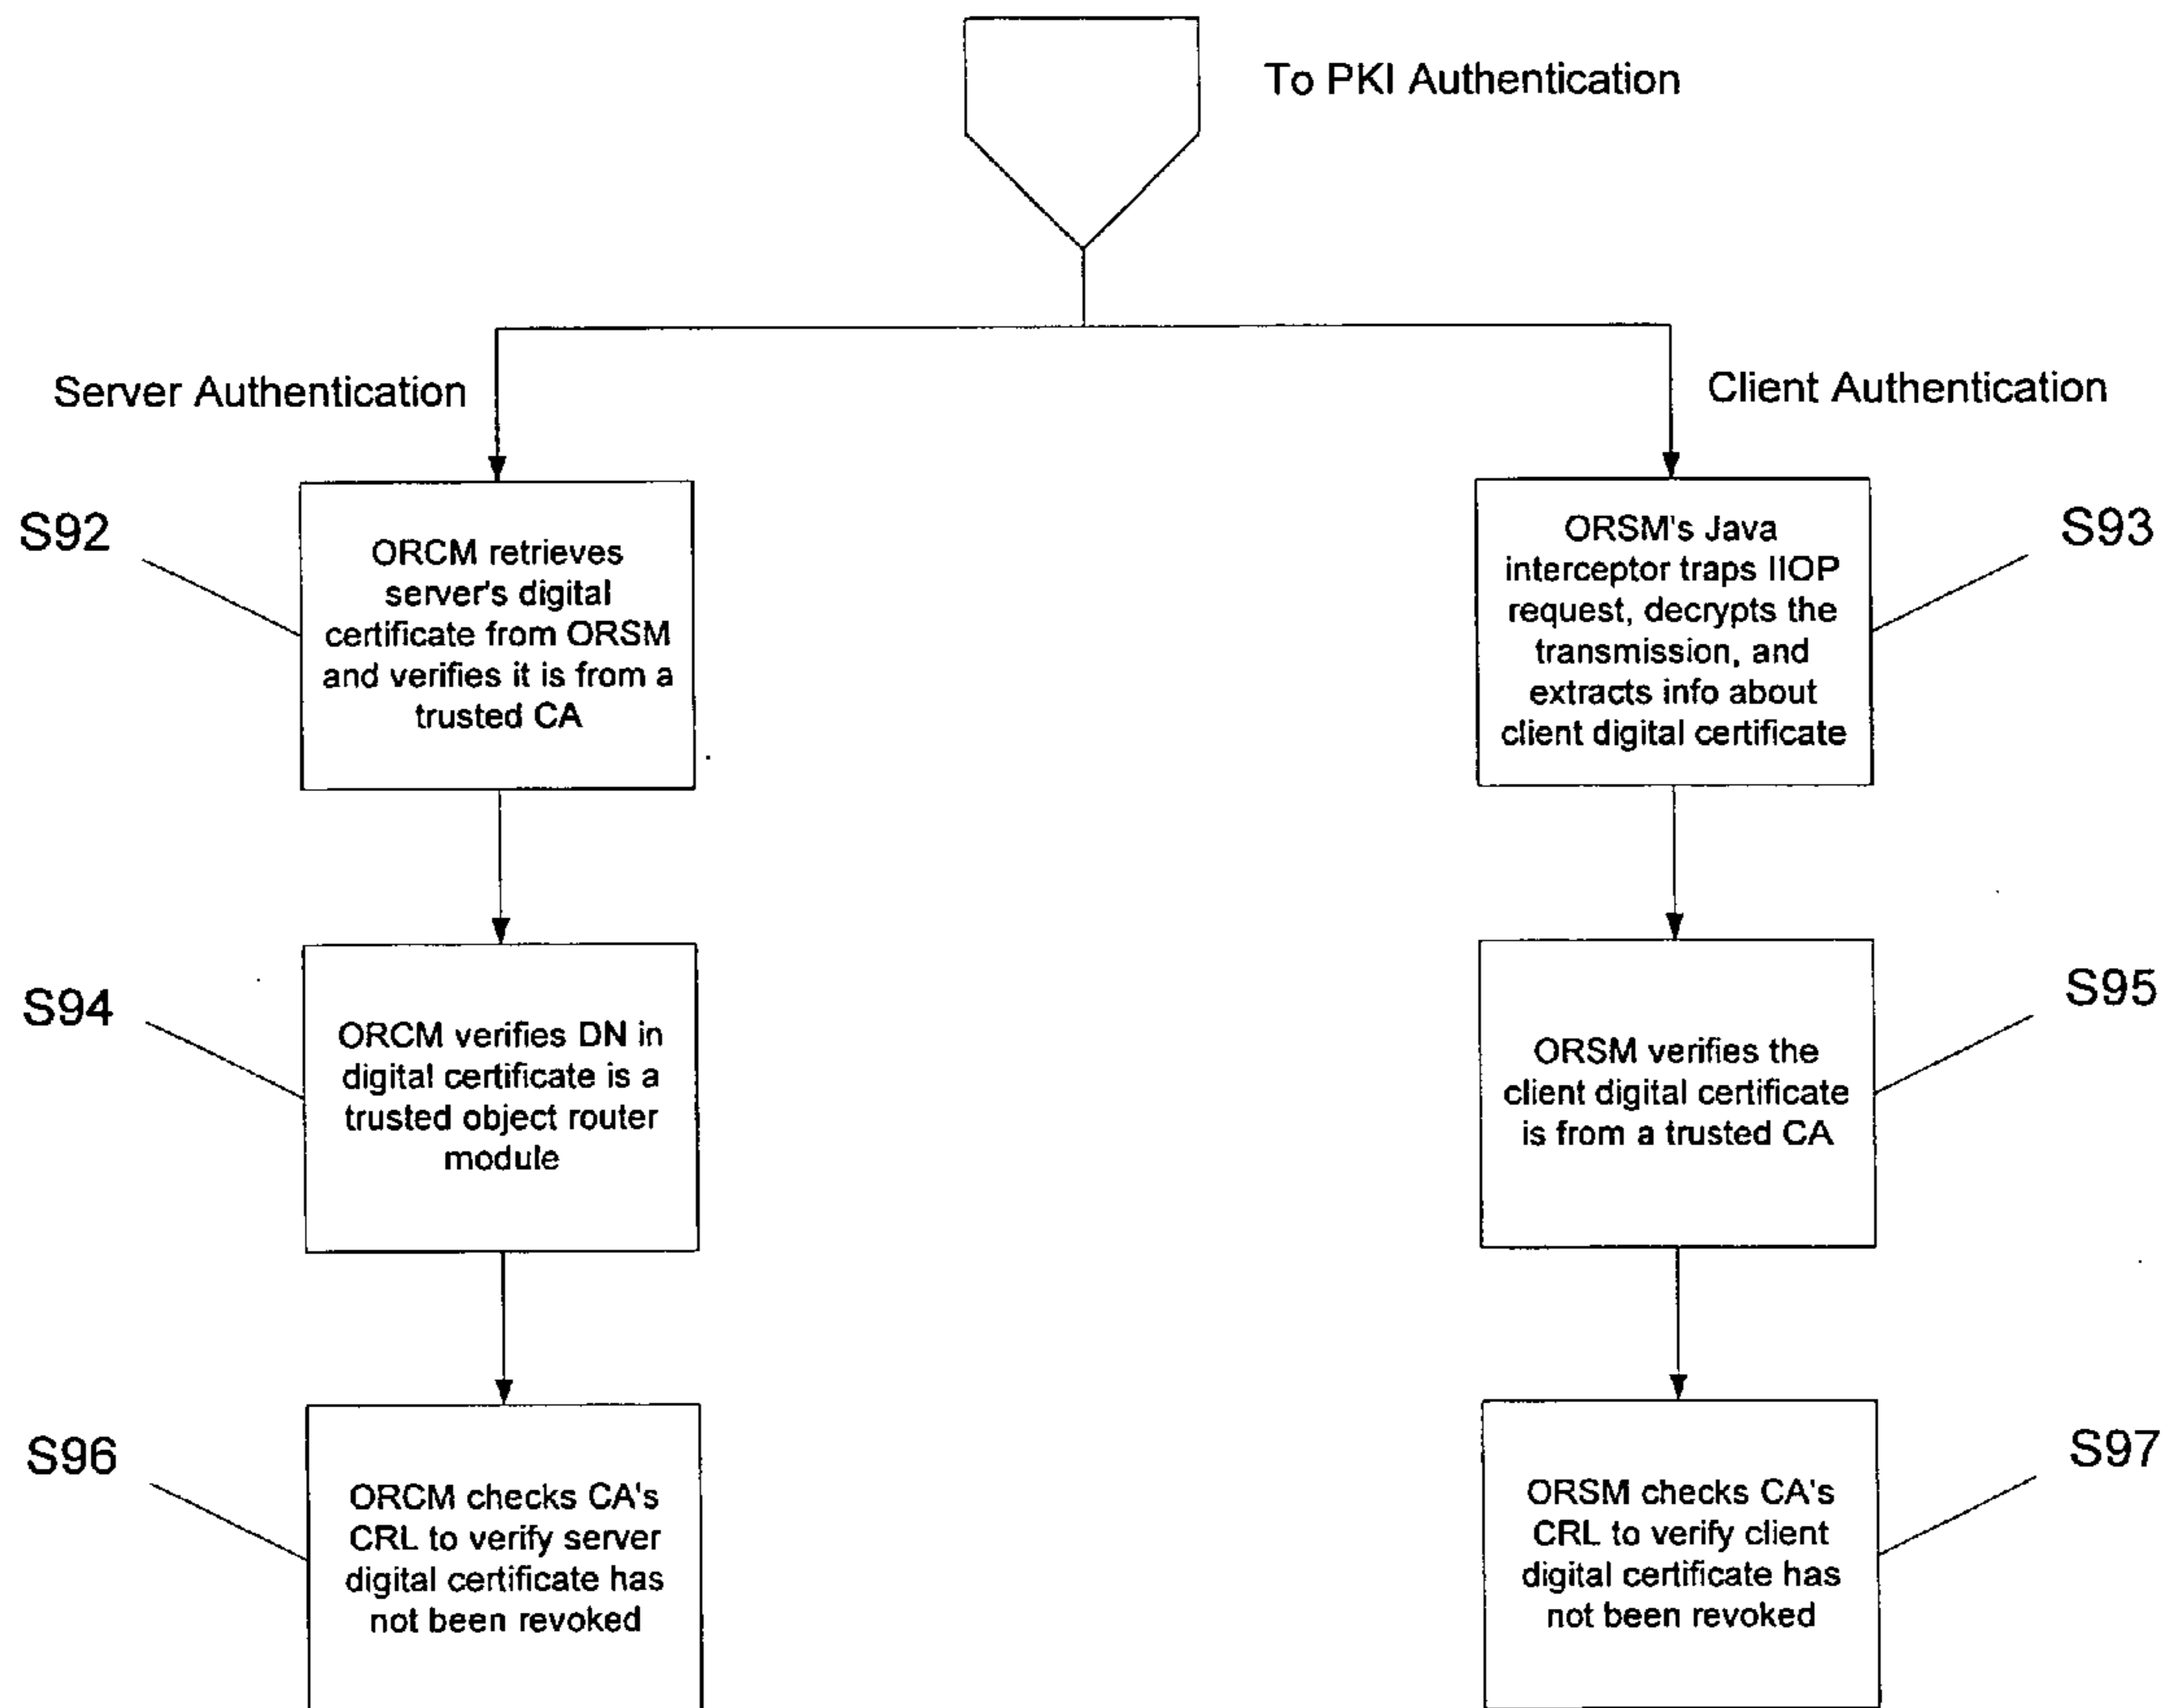 To PKI Authentication
Server Authentication
Client Authentication
S92
ORCM retrieves
server's digital
certificate from ORSM
and verifies it is from a
trusted CA
ORSM's Java
interceptor traps IIOP
request, decrypts the
transmission, and
extracts info about
client digital certificate
S93
S94
ORCM verifies DN in
digital certificate is a
trusted object router
module
ORSM verifies the
client digital certificate
is from a trusted CA
S95
S96
ORCM checks CA's
CRL to verify server
digital certificate has
not been revoked
ORSM checks CA's
CRL to verify client
digital certificate has
not been revoked
S97